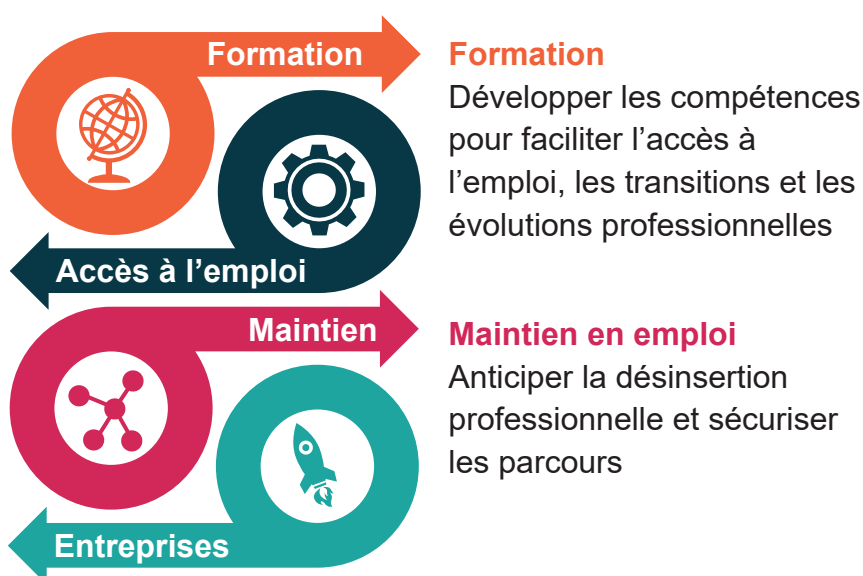 Formation
Accès à l’emploi
Maintien
Entreprises
Formation
Développer les compétences
pour faciliter l’accès à
l’emploi, les transitions et les
évolutions professionnelles
Maintien en emploi
Anticiper la désinsertion
professionnelle et sécuriser
les parcours